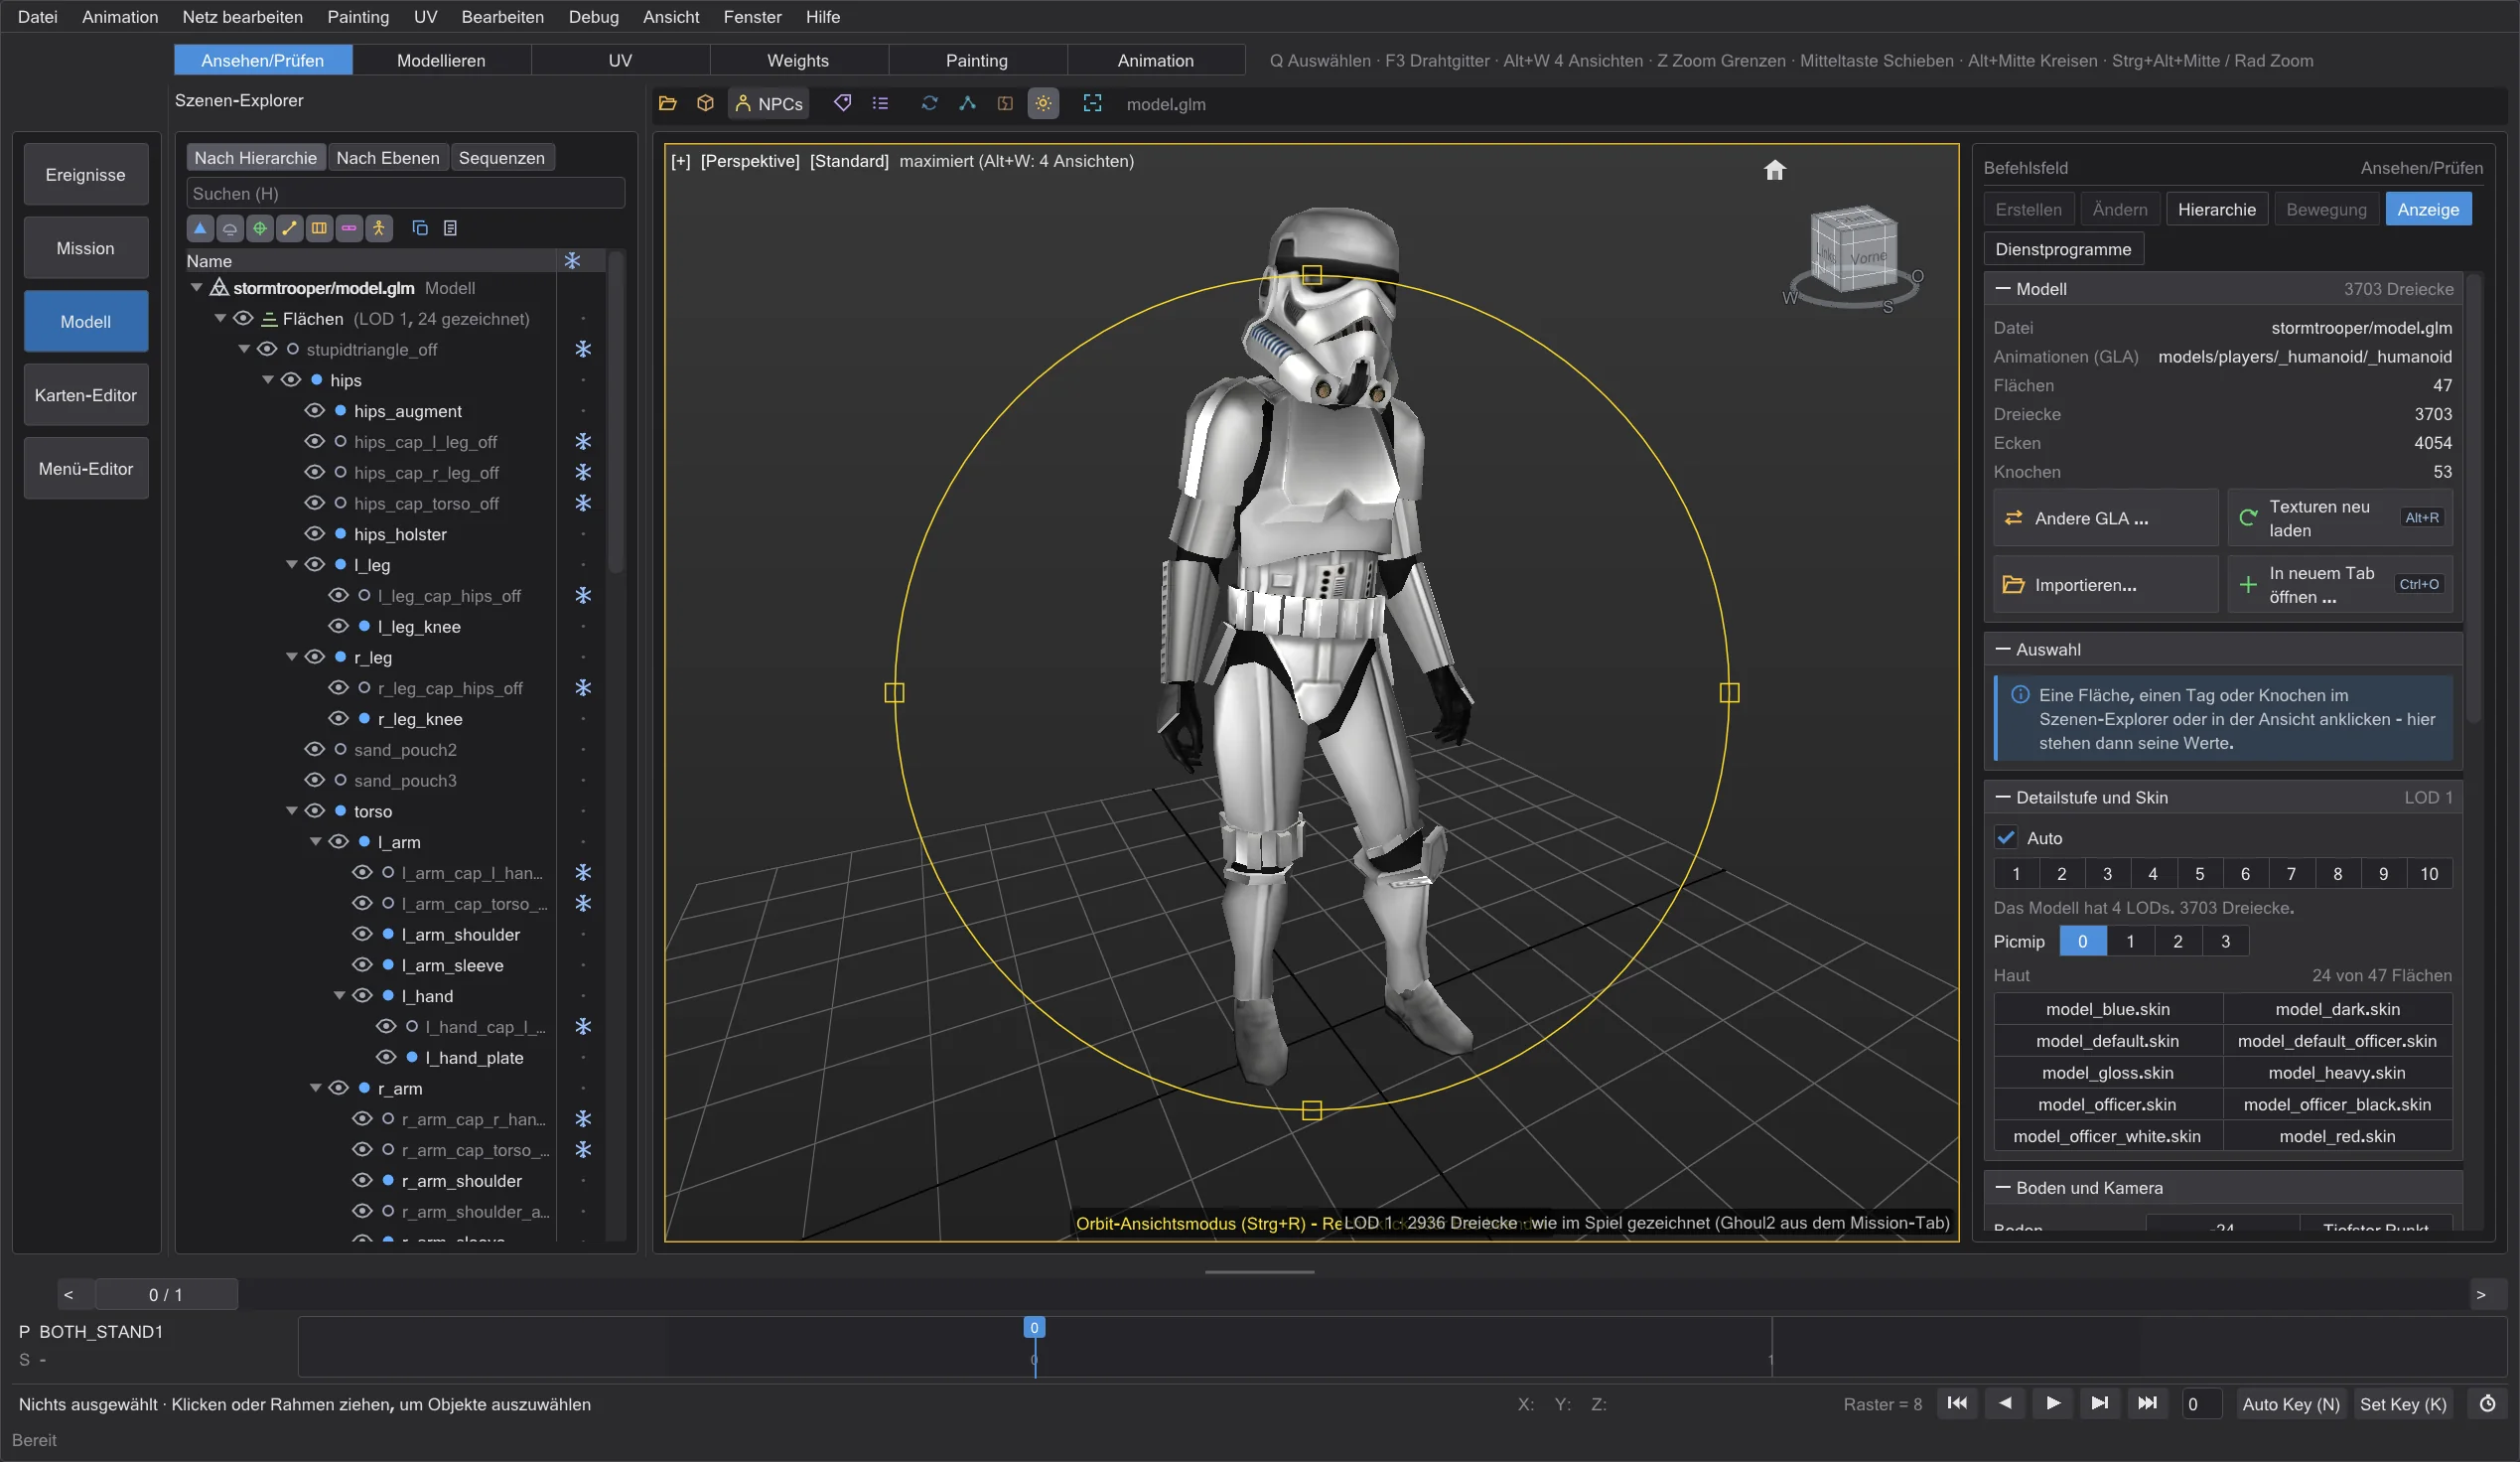 Datei Animation Netz bearbeiten Painting UV Bearbeiten Debug Ansicht Fenster Hilfe
Ansehen/Prüfen Modellieren UV Weights Painting Animation Q Auswählen · F3 Drahtgitter · Alt+W 4 Ansichten · Z Zoom Grenzen · Mitteltaste Schieben · Alt+Mitte Kreisen · Strg+Alt+Mitte / Rad Zoom
Szenen-Explorer
NPCs model.glm
Ereignisse
Mission
Modell
Karten-Editor
Menü-Editor
Nach Hierarchie Nach Ebenen Sequenzen
Suchen (H)
Name
stormtrooper/model.glm Modell
Flächen (LOD 1, 24 gezeichnet)
stupidtriangle_off
hips
hips_augment
hips_cap_l_leg_off
hips_cap_r_leg_off
hips_cap_torso_off
hips_holster
l_leg
l_leg_cap_hips_off
l_leg_knee
r_leg
r_leg_cap_hips_off
r_leg_knee
sand_pouch2
sand_pouch3
torso
l_arm
l_arm_cap_l_han...
l_arm_cap_torso_...
l_arm_shoulder
l_arm_sleeve
l_hand
l_hand_cap_l_...
l_hand_plate
r_arm
r_arm_cap_r_han...
r_arm_cap_torso_...
r_arm_shoulder
r_arm_shoulder_a...
r_arm_sleeve
[+] [Perspektive] [Standard] maximiert (Alt+W: 4 Ansichten)
Links Vorne
W S O
Orbit-Ansichtsmodus (Strg+R) - Re
LOD 1 · 2936 Dreiecke · wie im Spiel gezeichnet (Ghoul2 aus dem Mission-Tab)
Befehlsfeld Ansehen/Prüfen
Erstellen Ändern Hierarchie Bewegung Anzeige
Dienstprogramme
Modell 3703 Dreiecke
Datei stormtrooper/model.glm
Animationen (GLA) models/players/_humanoid/_humanoid
Flächen 47
Dreiecke 3703
Ecken 4054
Knochen 53
Andere GLA ...
Texturen neu
laden
Alt+R
Importieren...
In neuem Tab
öffnen ...
Ctrl+O
Auswahl
Eine Fläche, einen Tag oder Knochen im
Szenen-Explorer oder in der Ansicht anklicken - hier
stehen dann seine Werte.
Detailstufe und Skin LOD 1
Auto
1 2 3 4 5 6 7 8 9 10
Das Modell hat 4 LODs. 3703 Dreiecke.
Picmip 0 1 2 3
Haut 24 von 47 Flächen
model_blue.skin model_dark.skin
model_default.skin model_default_officer.skin
model_gloss.skin model_heavy.skin
model_officer.skin model_officer_black.skin
model_officer_white.skin model_red.skin
Boden und Kamera
Boden -24 Tiefster Punkt
< 0 / 1 >
P BOTH_STAND1
S -
0
0 1
Nichts ausgewählt · Klicken oder Rahmen ziehen, um Objekte auszuwählen
X: Y: Z:
Raster = 8
0 Auto Key (N) Set Key (K)
Bereit